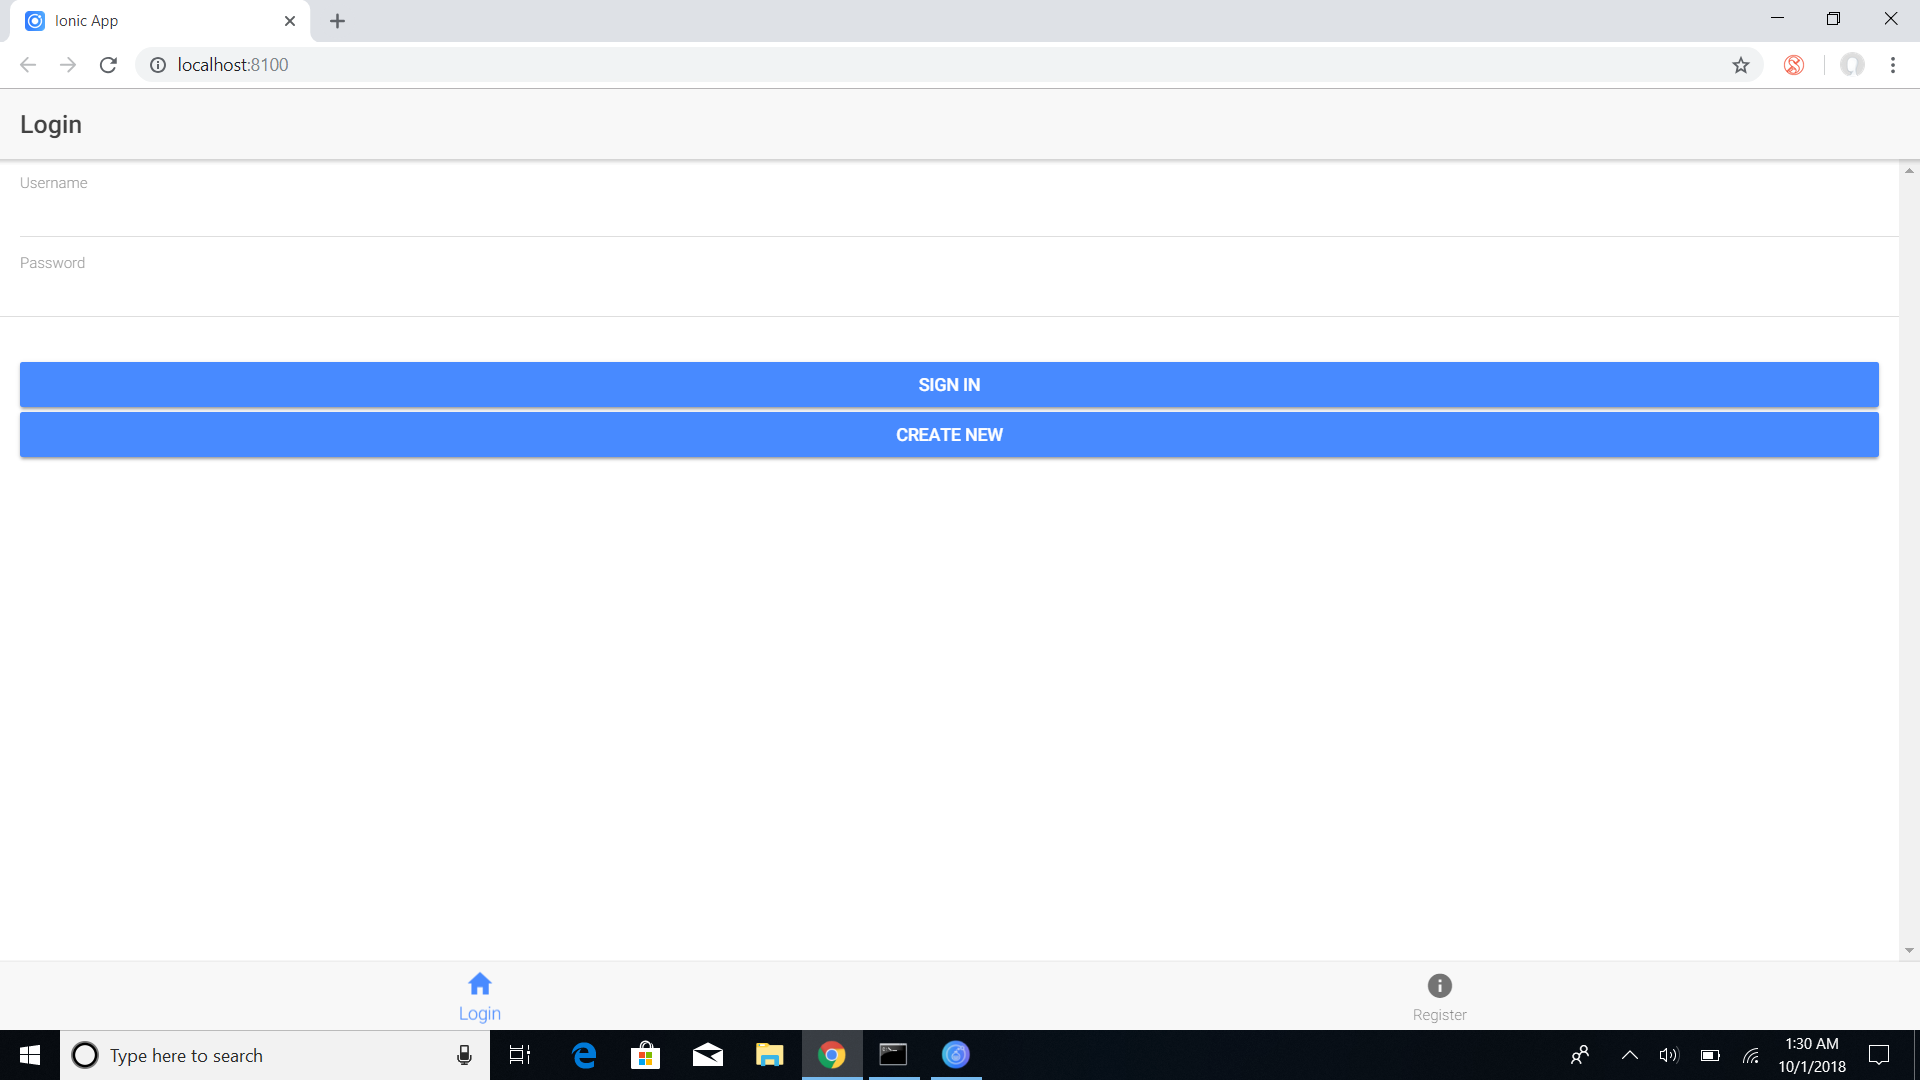 Ionic App
localhost:8100
Login
Username
Password
SIGN IN
CREATE NEW
Login
Register
Type here to search
1:30 AM
10/1/2018